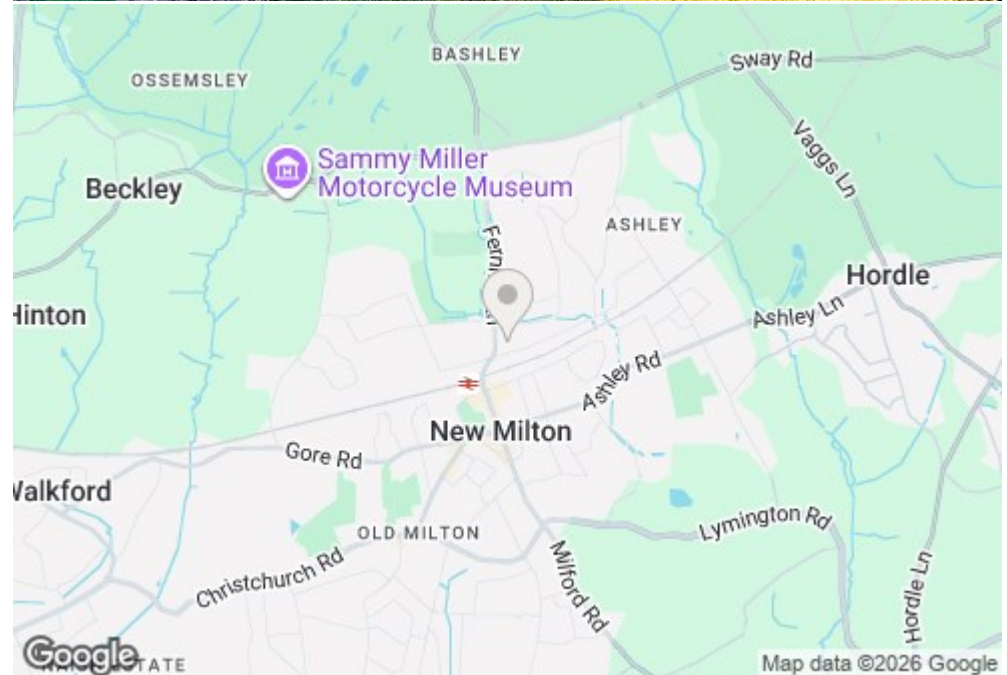 BASHLEY
Sway Rd
OSSEMSLEY
Vaggs Ln
Sammy Miller
Motorcycle Museum
Beckley
ASHLEY
Hordle
Hinton
Ashley Ln
Ashley Rd
New Milton
Gore Rd
Walkford
Lymington Rd
OLD MILTON
Christchurch Rd
Milford Rd
Hordle Ln
Google
Map data ©2026 Google